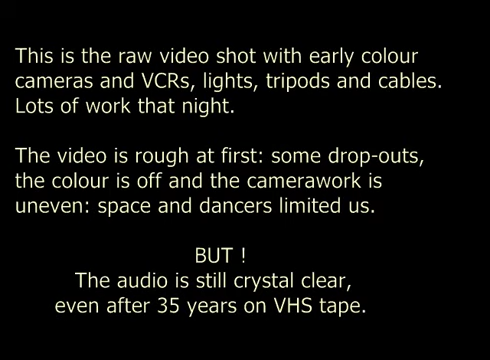 This is the raw video shot with early colour
cameras and VCRs, lights, tripods and cables.
Lots of work that night.
The video is rough at first: some drop-outs,
the colour is off and the camerawork is
uneven: space and dancers limited us.
BUT !
The audio is still crystal clear,
even after 35 years on VHS tape.